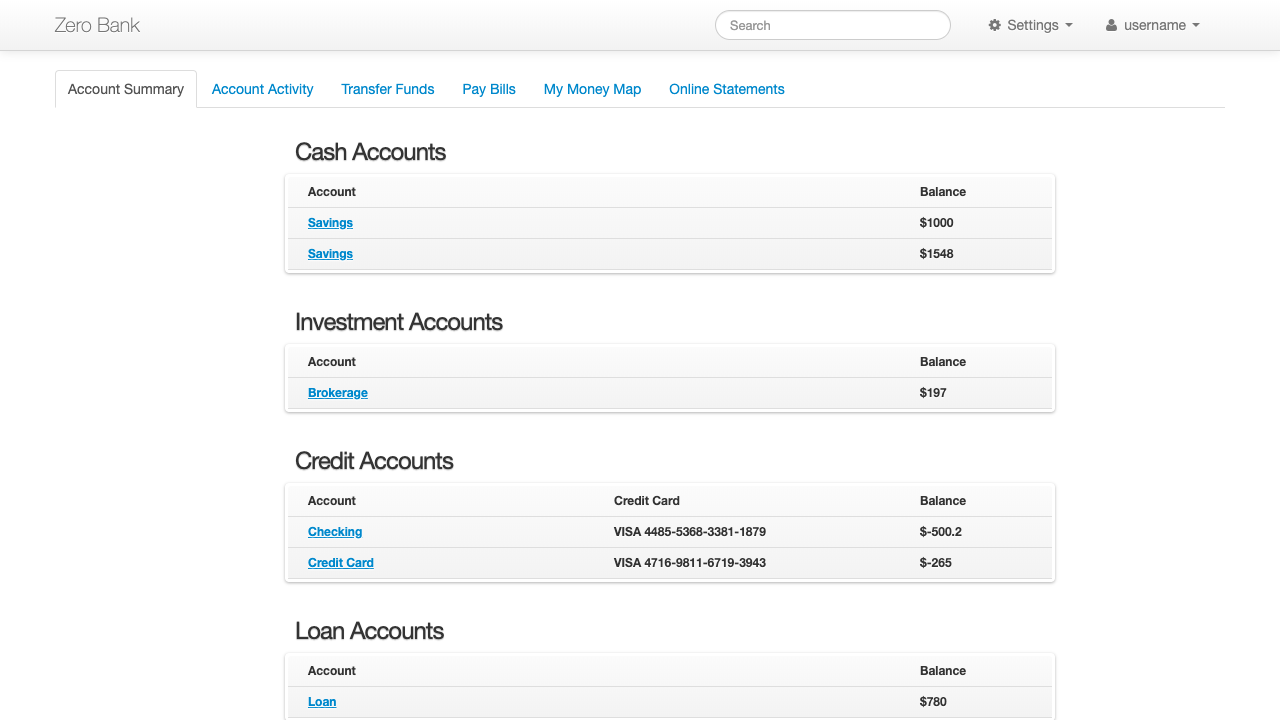 Zero Bank Search Settings username
Account Summary Account Activity Transfer Funds Pay Bills My Money Map Online Statements
Cash Accounts
Account Balance
Savings $1000
Savings $1548
Investment Accounts
Account Balance
Brokerage $197
Credit Accounts
Account Credit Card Balance
Checking VISA 4485-5368-3381-1879 $-500.2
Credit Card VISA 4716-9811-6719-3943 $-265
Loan Accounts
Account Balance
Loan $780